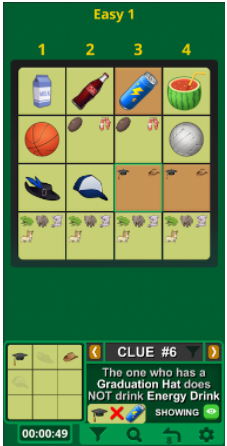 Easy 1
1 2 3 4
MILK
CLUE #6
The one who has a
Graduation Hat does
NOT drink Energy Drink
SHOWING
00:00:49